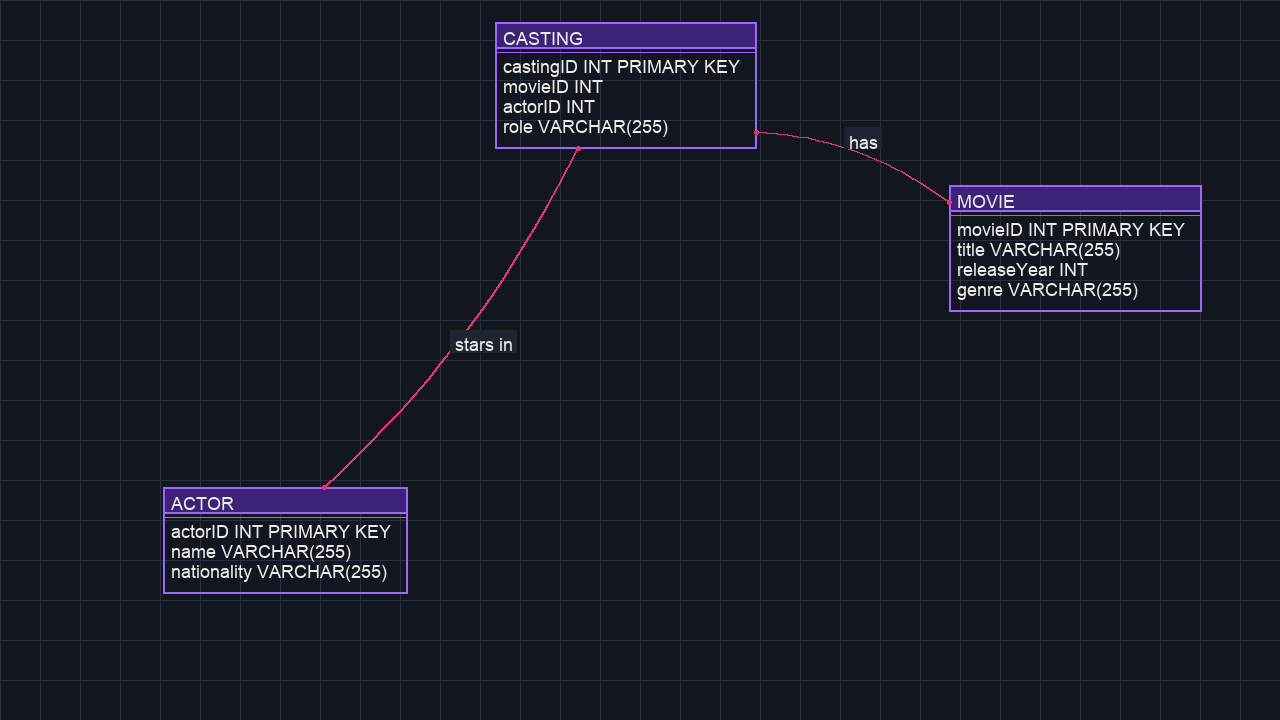 CASTING
castingID INT PRIMARY KEY
movieID INT
actorID INT
role VARCHAR(255)
has
MOVIE
movieID INT PRIMARY KEY
title VARCHAR(255)
releaseYear INT
genre VARCHAR(255)
stars in
ACTOR
actorID INT PRIMARY KEY
name VARCHAR(255)
nationality VARCHAR(255)